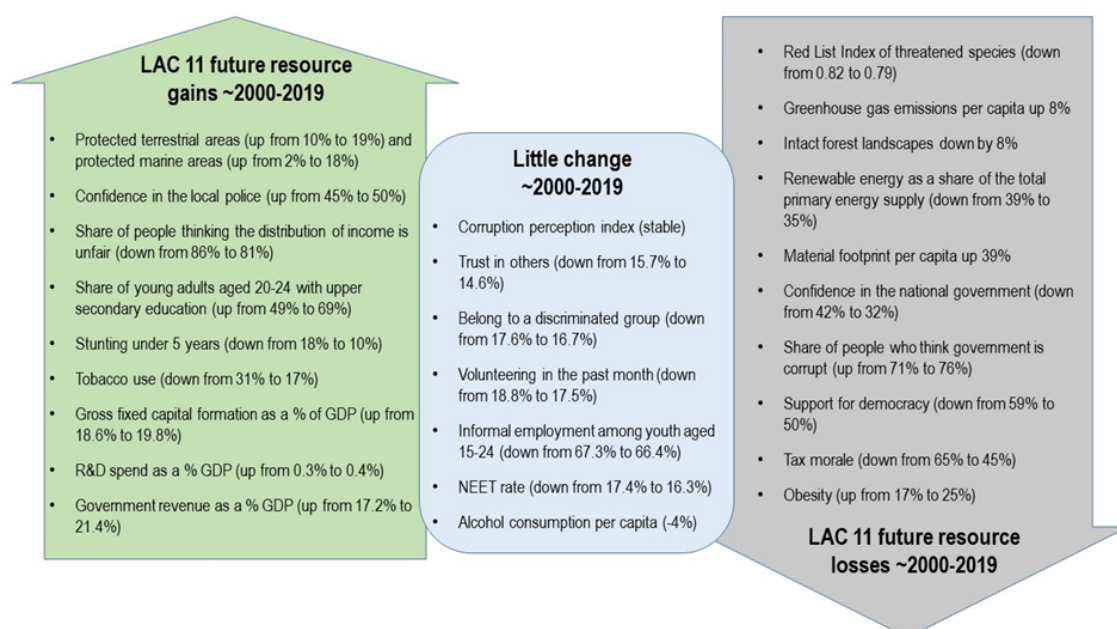 LAC 11 future resource
gains ~2000-2019
• Protected terrestrial areas (up from 10% to 19%) and
protected marine areas (up from 2% to 18%)
• Confidence in the local police (up from 45% to 50%)
• Share of people thinking the distribution of income is
unfair (down from 86% to 81%)
• Share of young adults aged 20-24 with upper
secondary education (up from 49% to 69%)
• Stunting under 5 years (down from 18% to 10%)
• Tobacco use (down from 31% to 17%)
• Gross fixed capital formation as a % of GDP (up from
18.6% to 19.8%)
• R&D spend as a % GDP (up from 0.3% to 0.4%)
• Government revenue as a % GDP (up from 17.2% to
21.4%)
Little change
~2000-2019
• Corruption perception index (stable)
• Trust in others (down from 15.7% to
14.6%)
• Belong to a discriminated group (down
from 17.6% to 16.7%)
• Volunteering in the past month (down
from 18.8% to 17.5%)
• Informal employment among youth aged
15-24 (down from 67.3% to 66.4%)
• NEET rate (down from 17.4% to 16.3%)
• Alcohol consumption per capita (-4%)
• Red List Index of threatened species (down
from 0.82 to 0.79)
• Greenhouse gas emissions per capita up 8%
• Intact forest landscapes down by 8%
• Renewable energy as a share of the total
primary energy supply (down from 39% to
35%)
• Material footprint per capita up 39%
• Confidence in the national government (down
from 42% to 32%)
• Share of people who think government is
corrupt (up from 71% to 76%)
• Support for democracy (down from 59% to
50%)
• Tax morale (down from 65% to 45%)
• Obesity (up from 17% to 25%)
LAC 11 future resource
losses ~2000-2019